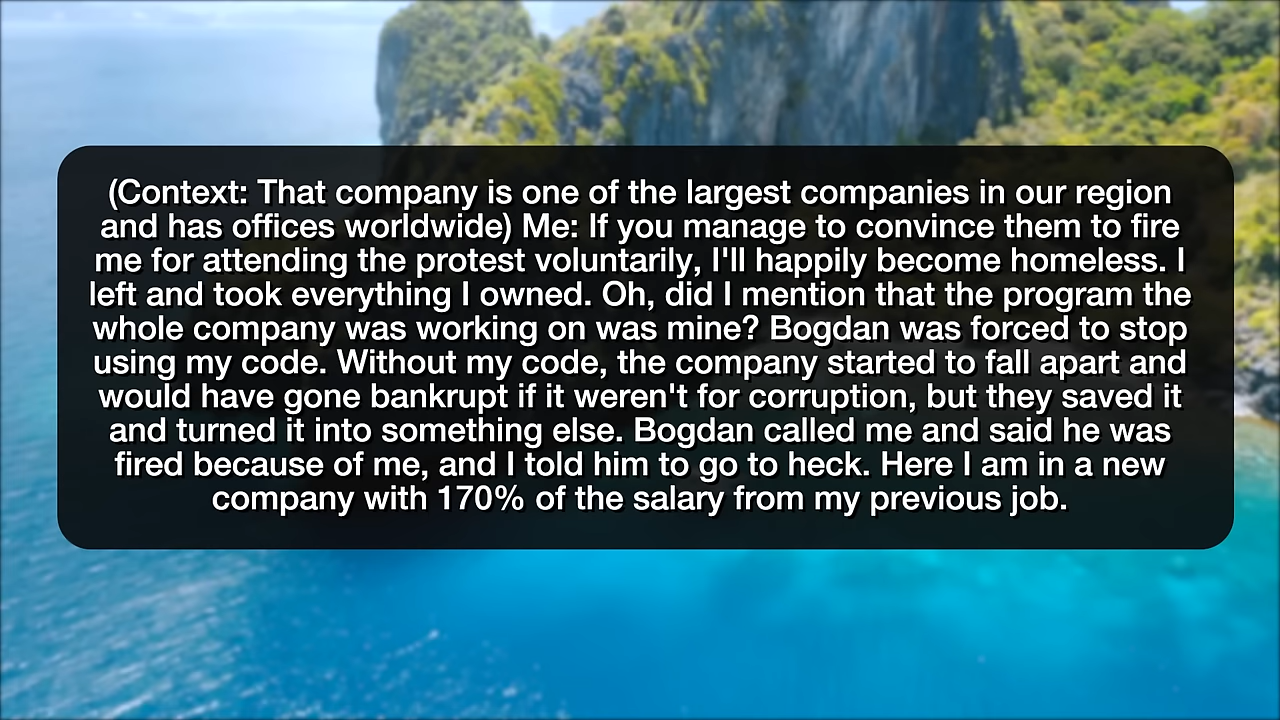 (Context: That company is one of the largest companies in our region
and has offices worldwide) Me: If you manage to convince them to fire
me for attending the protest voluntarily, I'll happily become homeless. I
left and took everything I owned. Oh, did I mention that the program the
whole company was working on was mine? Bogdan was forced to stop
using my code. Without my code, the company started to fall apart and
would have gone bankrupt if it weren't for corruption, but they saved it
and turned it into something else. Bogdan called me and said he was
fired because of me, and I told him to go to heck. Here I am in a new
company with 170% of the salary from my previous job.